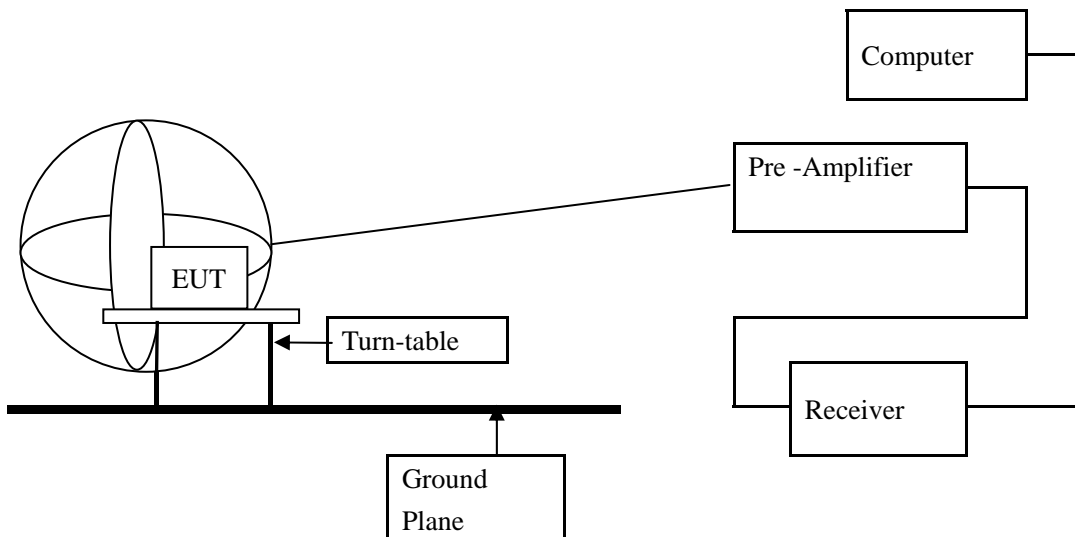 Computer
Pre -Amplifier
EUT
Turn-table
Receiver
Ground
Plane